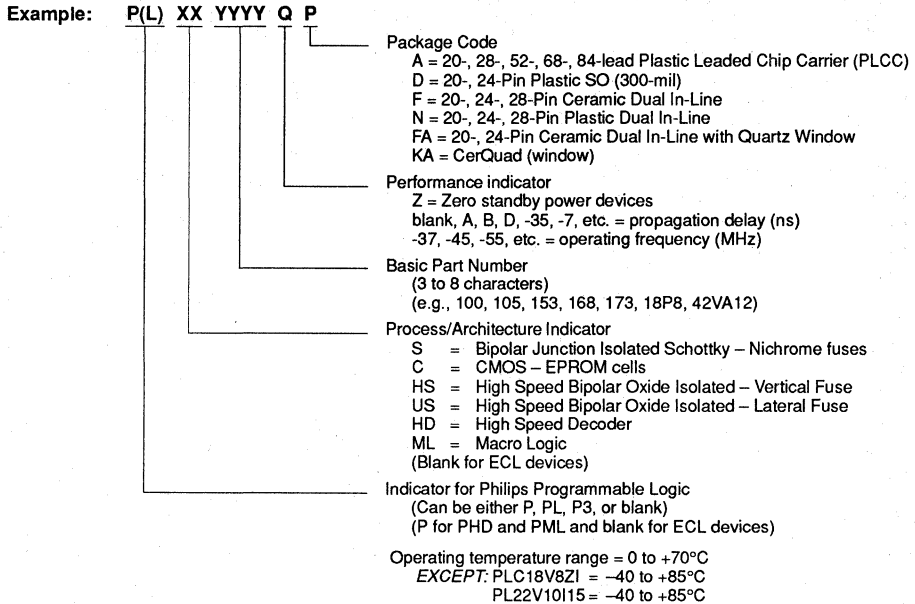 Example: P(L) XX YYYY Q P
Package Code
A = 20-, 28-, 52-, 68-, 84-lead Plastic Leaded Chip Carrier (PLCC)
D = 20-, 24-Pin Plastic SO (300-mil)
F = 20-, 24-, 28-Pin Ceramic Dual In-Line
N = 20-, 24-, 28-Pin Plastic Dual In-Line
FA = 20-, 24-Pin Ceramic Dual In-Line with Quartz Window
KA = CerQuad (window)
Performance indicator
Z = Zero standby power devices
blank, A, B, D, -35, -7, etc. = propagation delay (ns)
-37, -45, -55, etc. = operating frequency (MHz)
Basic Part Number
(3 to 8 characters)
(e.g., 100, 105, 153, 168, 173, 18P8, 42VA12)
Process/Architecture Indicator
S = Bipolar Junction Isolated Schottky – Nichrome fuses
C = CMOS – EPROM cells
HS = High Speed Bipolar Oxide Isolated – Vertical Fuse
US = High Speed Bipolar Oxide Isolated – Lateral Fuse
HD = High Speed Decoder
ML = Macro Logic
(Blank for ECL devices)
Indicator for Philips Programmable Logic
(Can be either P, PL, P3, or blank)
(P for PHD and PML and blank for ECL devices)
Operating temperature range = 0 to +70°C
EXCEPT: PLC18V8ZI = –40 to +85°C
PL22V10I15 = –40 to +85°C